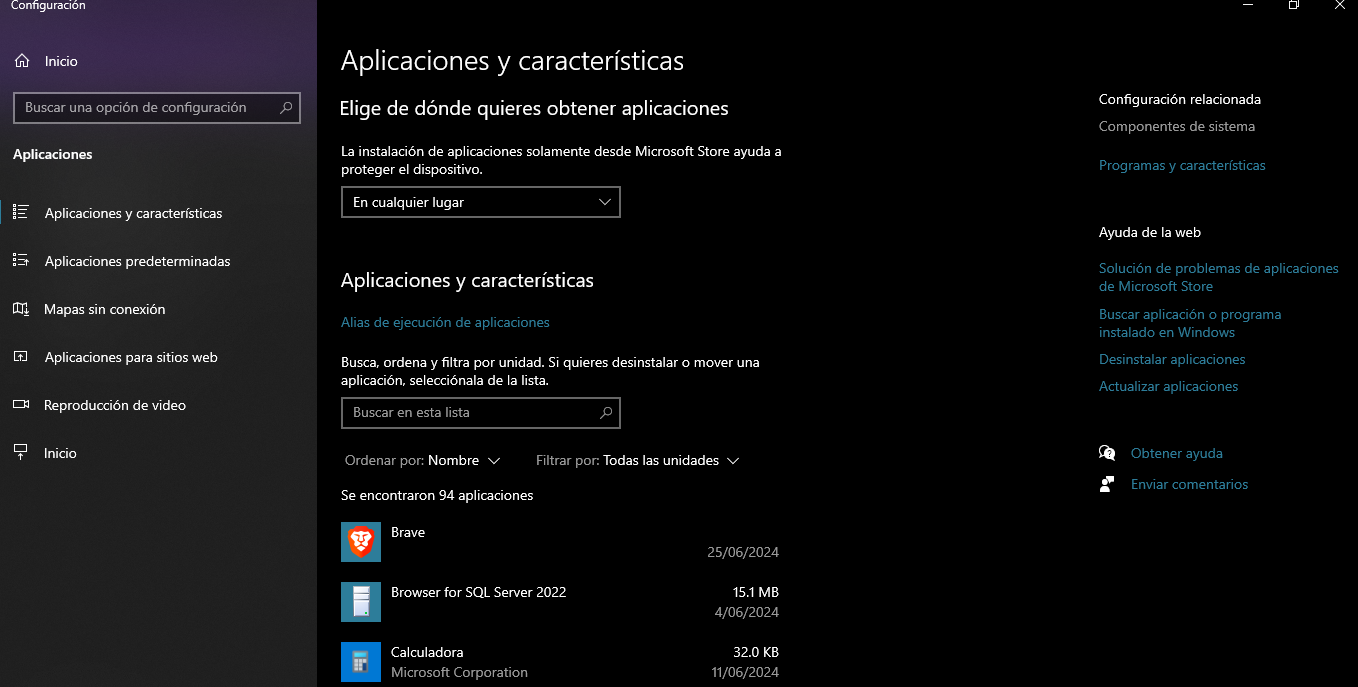 Configuración
Inicio
Buscar una opción de configuración
Aplicaciones
Aplicaciones y características
Aplicaciones predeterminadas
Mapas sin conexión
Aplicaciones para sitios web
Reproducción de video
Inicio
Aplicaciones y características
Elige de dónde quieres obtener aplicaciones
La instalación de aplicaciones solamente desde Microsoft Store ayuda a
proteger el dispositivo.
En cualquier lugar
Aplicaciones y características
Alias de ejecución de aplicaciones
Busca, ordena y filtra por unidad. Si quieres desinstalar o mover una
aplicación, selecciónala de la lista.
Buscar en esta lista
Ordenar por: Nombre
Filtrar por: Todas las unidades
Se encontraron 94 aplicaciones
Brave
25/06/2024
Browser for SQL Server 2022
15.1 MB
4/06/2024
Calculadora
32.0 KB
Microsoft Corporation
11/06/2024
Configuración relacionada
Componentes de sistema
Programas y características
Ayuda de la web
Solución de problemas de aplicaciones
de Microsoft Store
Buscar aplicación o programa
instalado en Windows
Desinstalar aplicaciones
Actualizar aplicaciones
Obtener ayuda
Enviar comentarios